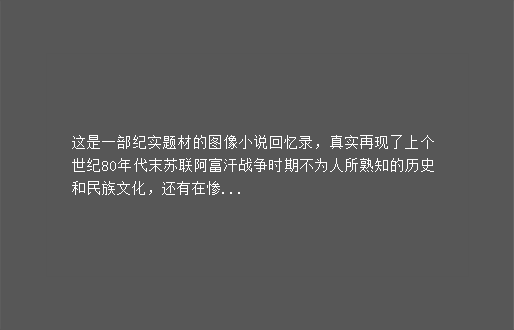 这是一部纪实题材的图像小说回忆录，真实再现了上个
世纪80年代末苏联阿富汗战争时期不为人所熟知的历史
和民族文化，还有在惨...